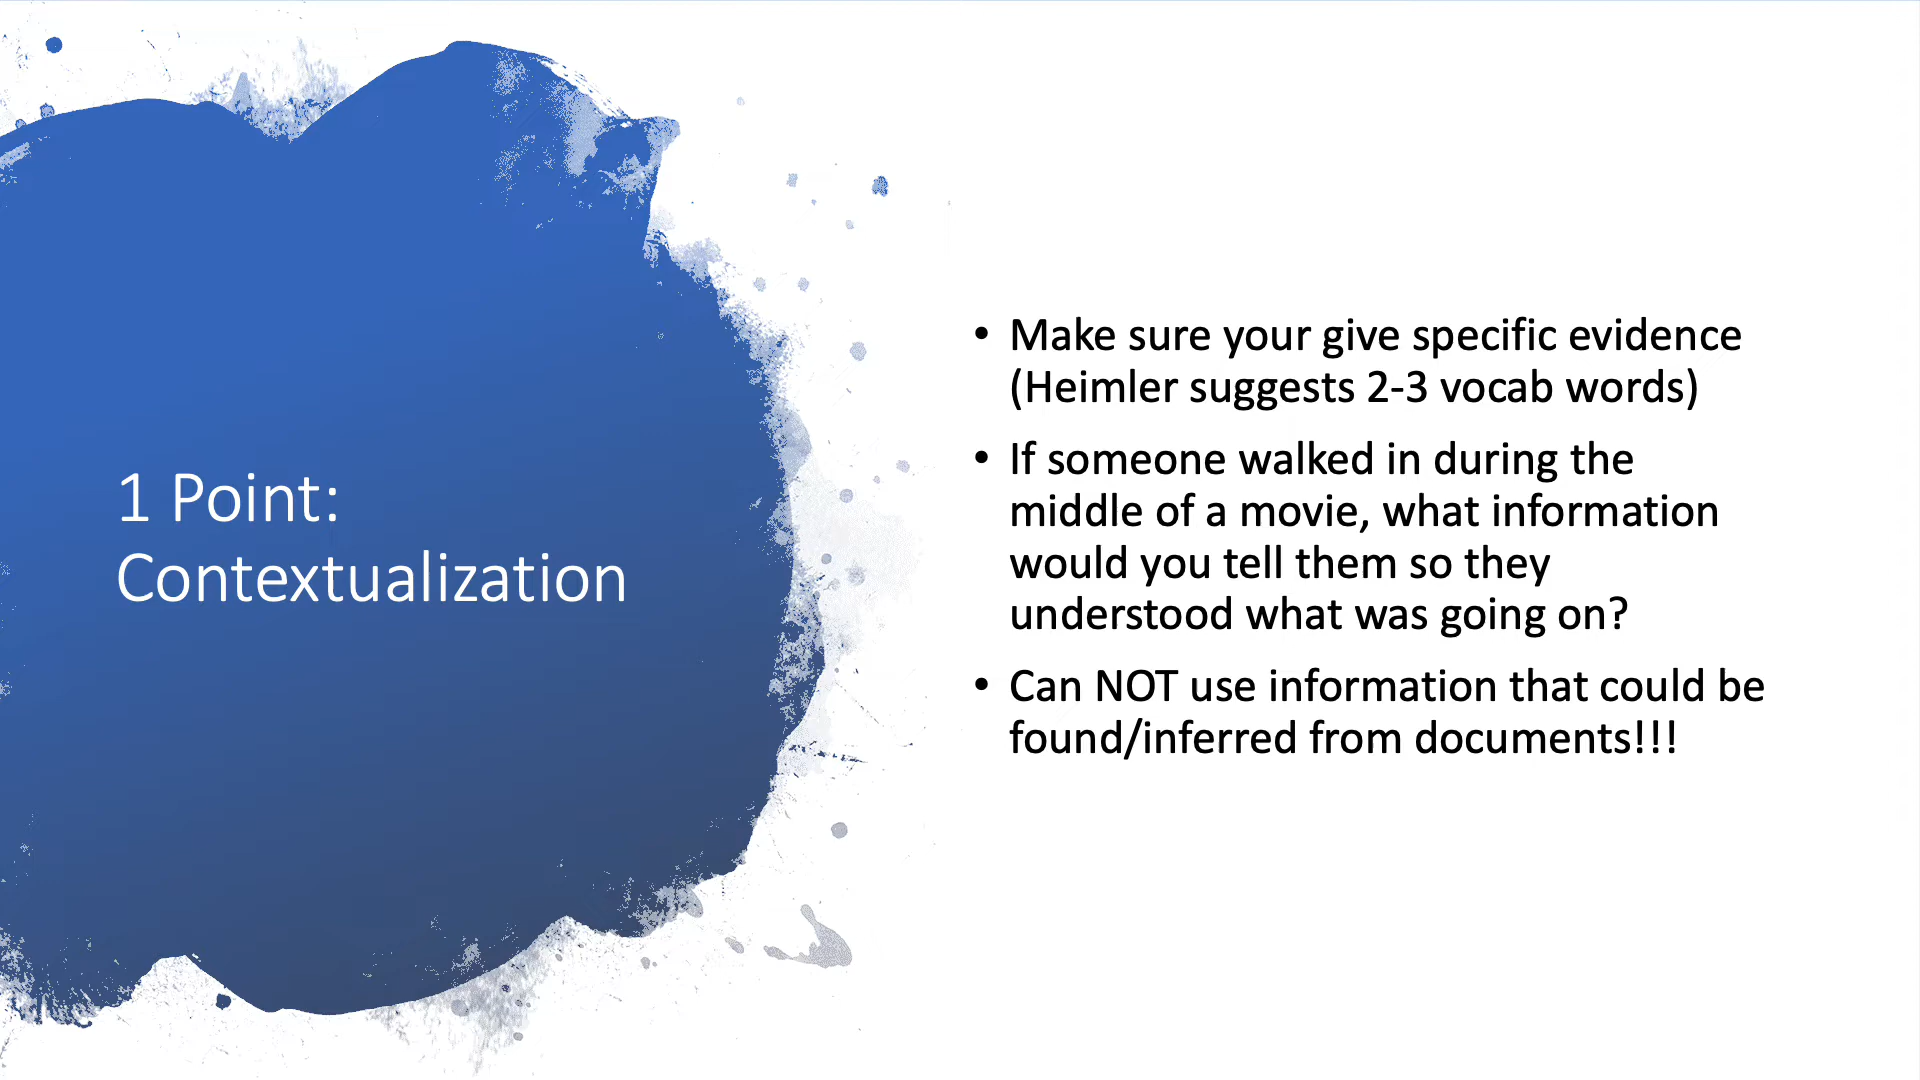 1 Point:
Contextualization
• Make sure your give specific evidence
(Heimler suggests 2-3 vocab words)
• If someone walked in during the
middle of a movie, what information
would you tell them so they
understood what was going on?
• Can NOT use information that could be
found/inferred from documents!!!